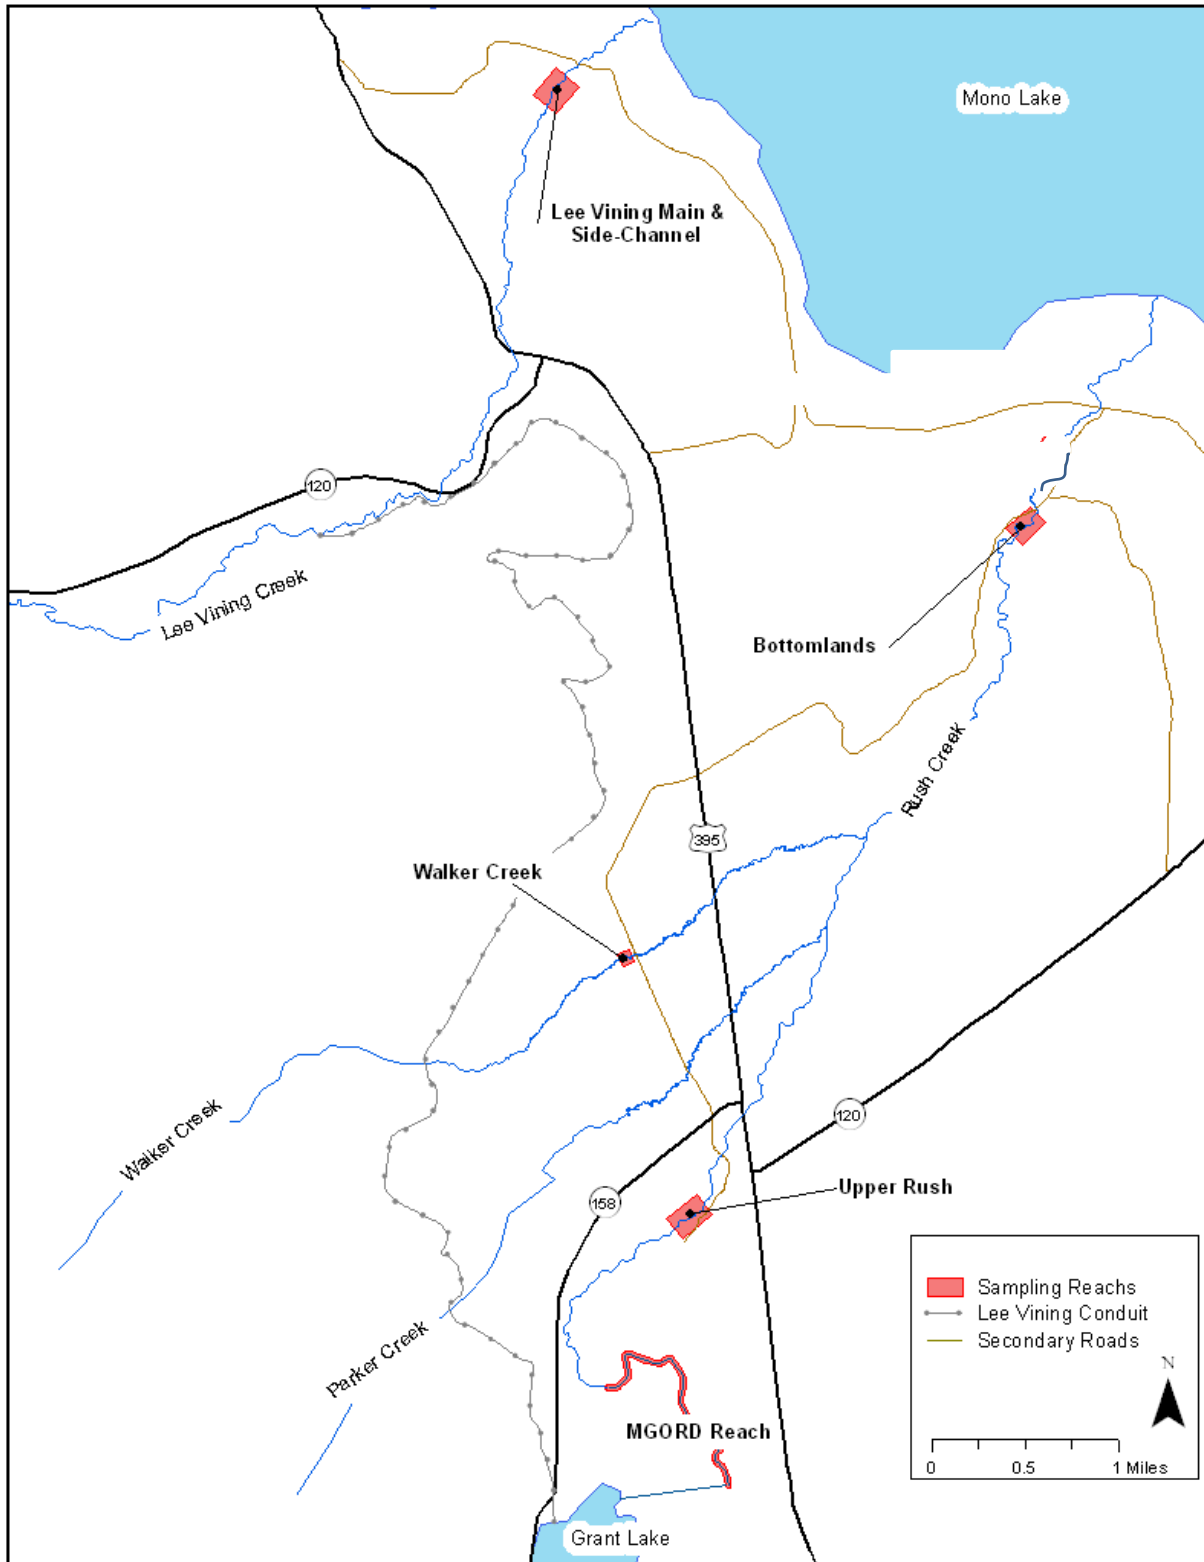 Mono Lake
Lee Vining Main &
Side-Channel
120
Lee Vining Creek
Bottomlands
Rush Creek
395
Walker Creek
Walker Creek
120
Upper Rush
158
Parker Creek
MGORD Reach
Grant Lake
Sampling Reachs
Lee Vining Conduit
Secondary Roads
N
0 0.5 1 Miles